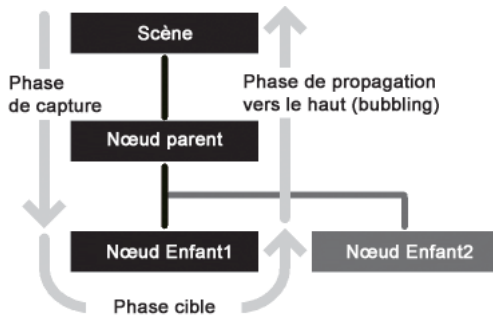 Scène
Phase
de capture
Phase de propagation
vers le haut (bubbling)
Nœud parent
Nœud Enfant1
Nœud Enfant2
Phase cible